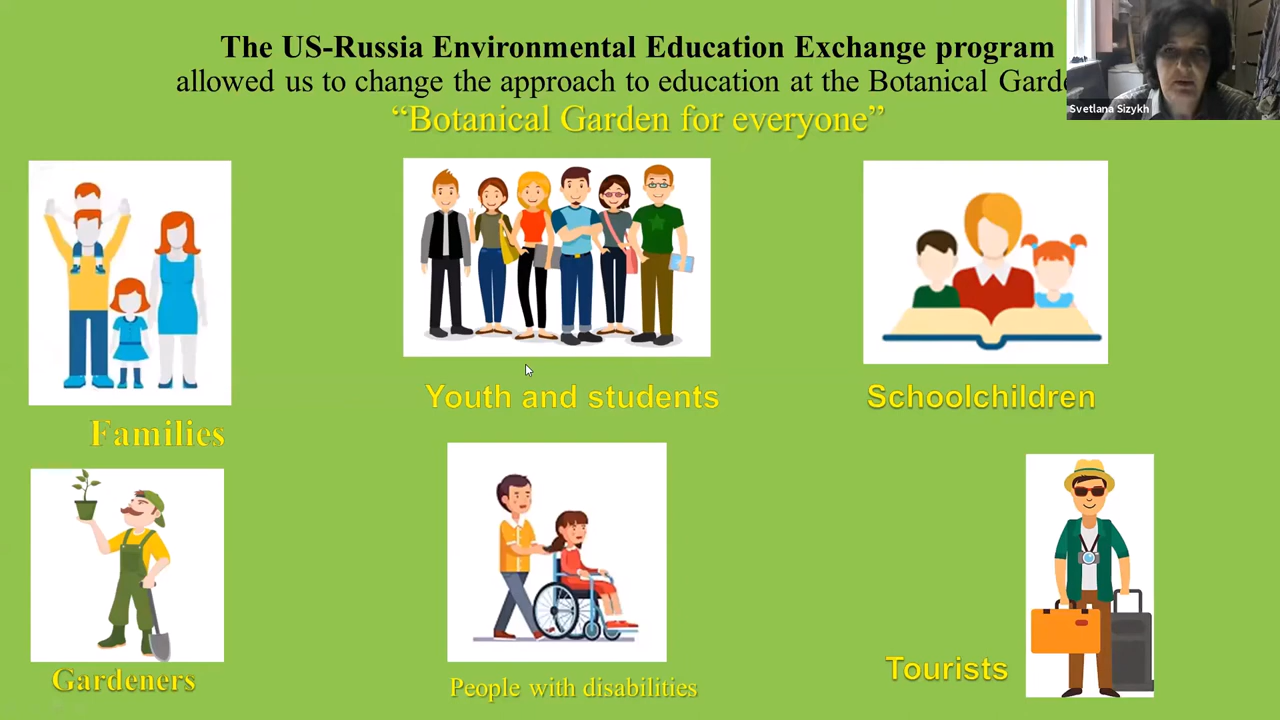 The US-Russia Environmental Education Exchange program
allowed us to change the approach to education at the Botanical
“Botanical Garden for everyone”
Svetlana Sizykh
Families
Youth and students
Schoolchildren
Gardeners
People with disabilities
Tourists